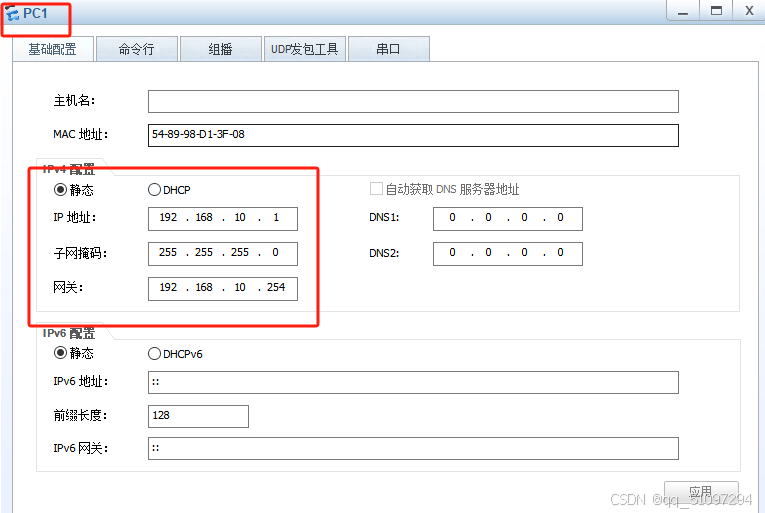 PC1
基础配置 命令行 组播 UDP发包工具 串口
主机名:
MAC 地址: 54-89-98-D1-3F-08
IPv4 配置
静态 DHCP 自动获取 DNS 服务器地址
IP 地址: 192 . 168 . 10 . 1 DNS1: 0 . 0 . 0 . 0
子网掩码: 255 . 255 . 255 . 0 DNS2: 0 . 0 . 0 . 0
网关: 192 . 168 . 10 . 254
IPv6 配置
静态 DHCPv6
IPv6 地址: ::
前缀长度: 128
IPv6 网关: ::
应用
CSDN @qq_51097294